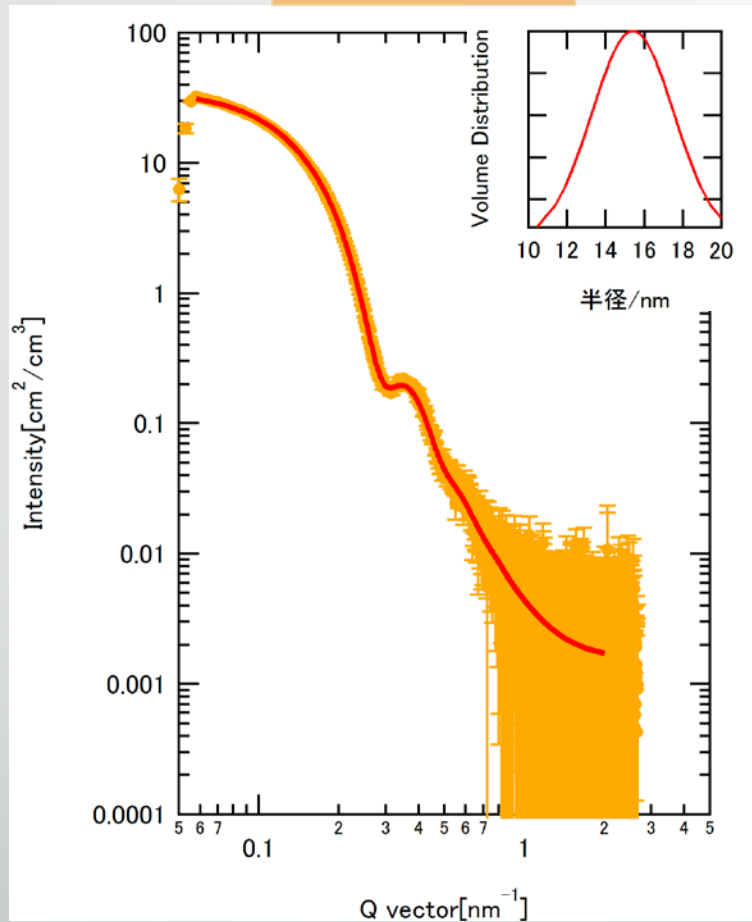 100
10
1
0.1
0.01
0.001
0.0001
Intensity[cm²/cm³]
5 6 7 2 3 4 5 6 7 2 3 4 5
0.1 1
Q vector[nm⁻¹]
Volume Distribution
10 12 14 16 18 20
半径/nm